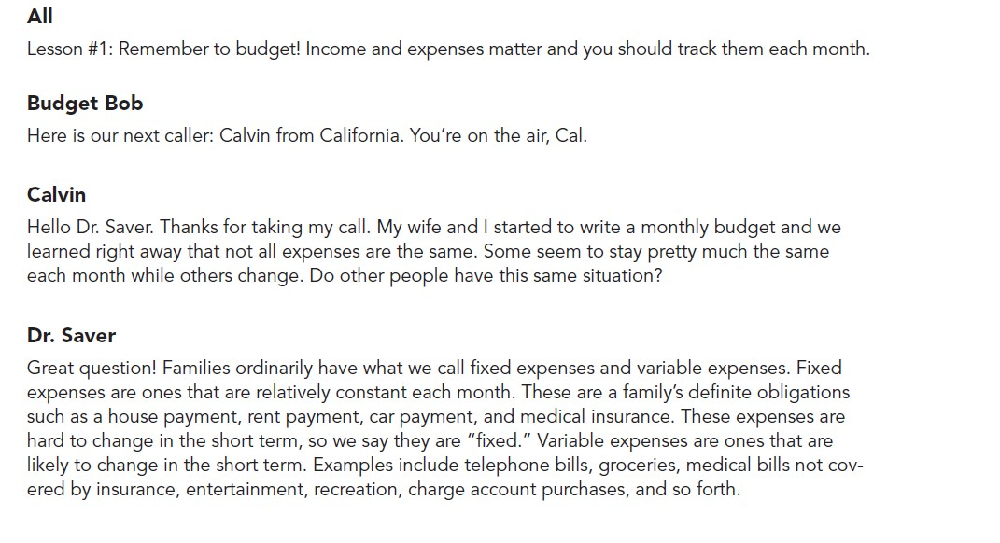 All
Lesson #1: Remember to budget! Income and expenses matter and you should track them each month.
Budget Bob
Here is our next caller: Calvin from California. You’re on the air, Cal.
Calvin
Hello Dr. Saver. Thanks for taking my call. My wife and I started to write a monthly budget and we
learned right away that not all expenses are the same. Some seem to stay pretty much the same
each month while others change. Do other people have this same situation?
Dr. Saver
Great question! Families ordinarily have what we call fixed expenses and variable expenses. Fixed
expenses are ones that are relatively constant each month. These are a family’s definite obligations
such as a house payment, rent payment, car payment, and medical insurance. These expenses are
hard to change in the short term, so we say they are “fixed.” Variable expenses are ones that are
likely to change in the short term. Examples include telephone bills, groceries, medical bills not cov-
ered by insurance, entertainment, recreation, charge account purchases, and so forth.